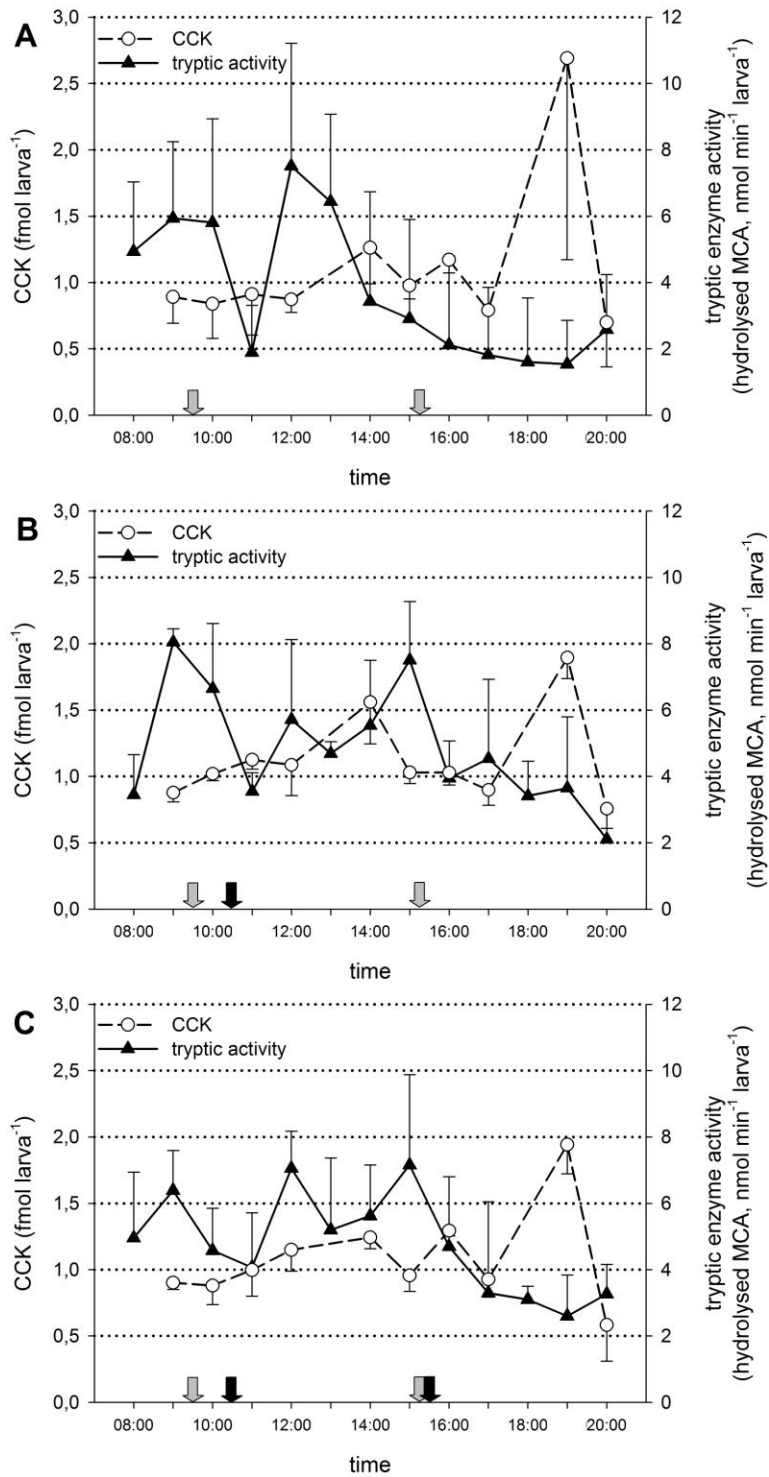 A
CCK
tryptic activity
3,0
2,5
2,0
1,5
1,0
0,5
0,0
CCK (fmol larva-1)
12
10
8
6
4
2
0
tryptic enzyme activity
(hydrolysed MCA, nmol min-1 larva-1)
08:00 10:00 12:00 14:00 16:00 18:00 20:00
time
B
CCK
tryptic activity
3,0
2,5
2,0
1,5
1,0
0,5
0,0
CCK (fmol larva-1)
12
10
8
6
4
2
0
tryptic enzyme activity
(hydrolysed MCA, nmol min-1 larva-1)
08:00 10:00 12:00 14:00 16:00 18:00 20:00
time
C
CCK
tryptic activity
3,0
2,5
2,0
1,5
1,0
0,5
0,0
CCK (fmol larva-1)
12
10
8
6
4
2
0
tryptic enzyme activity
(hydrolysed MCA, nmol min-1 larva-1)
08:00 10:00 12:00 14:00 16:00 18:00 20:00
time